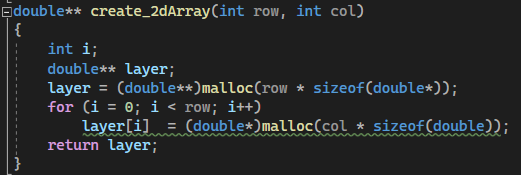 double** create_2dArray(int row, int col)
{
    int i;
    double** layer;
    layer = (double**)malloc(row * sizeof(double*));
    for (i = 0; i < row; i++)
        layer[i]  = (double*)malloc(col * sizeof(double));
    return layer;
}